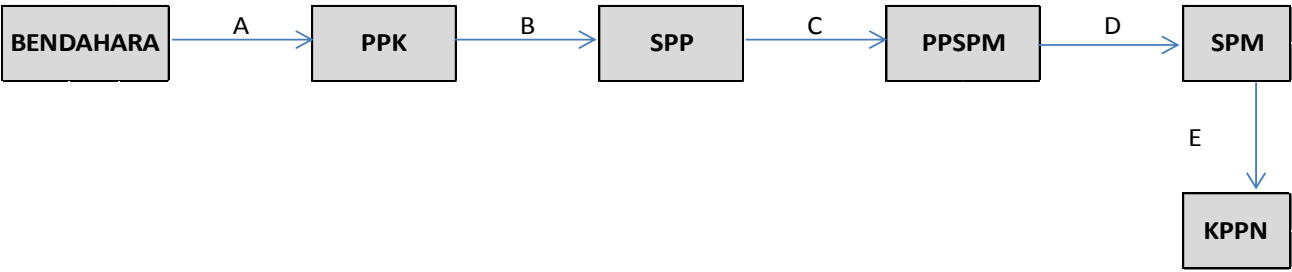 A B C D
BENDAHARA PPK SPP PPSPM SPM
E
KPPN